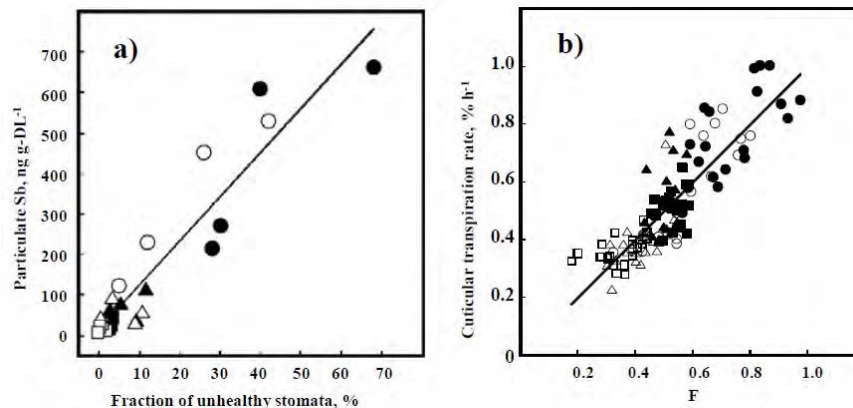 a)
Particulate Sb, ng g-DL-1
700
600
500
400
300
200
100
0
0 10 20 30 40 50 60 70 80
Fraction of unhealthy stomata, %
b)
Cuticular transpiration rate, % h-1
1.0
0.8
0.6
0.4
0.2
0
0.2 0.4 0.6 0.8 1.0
F